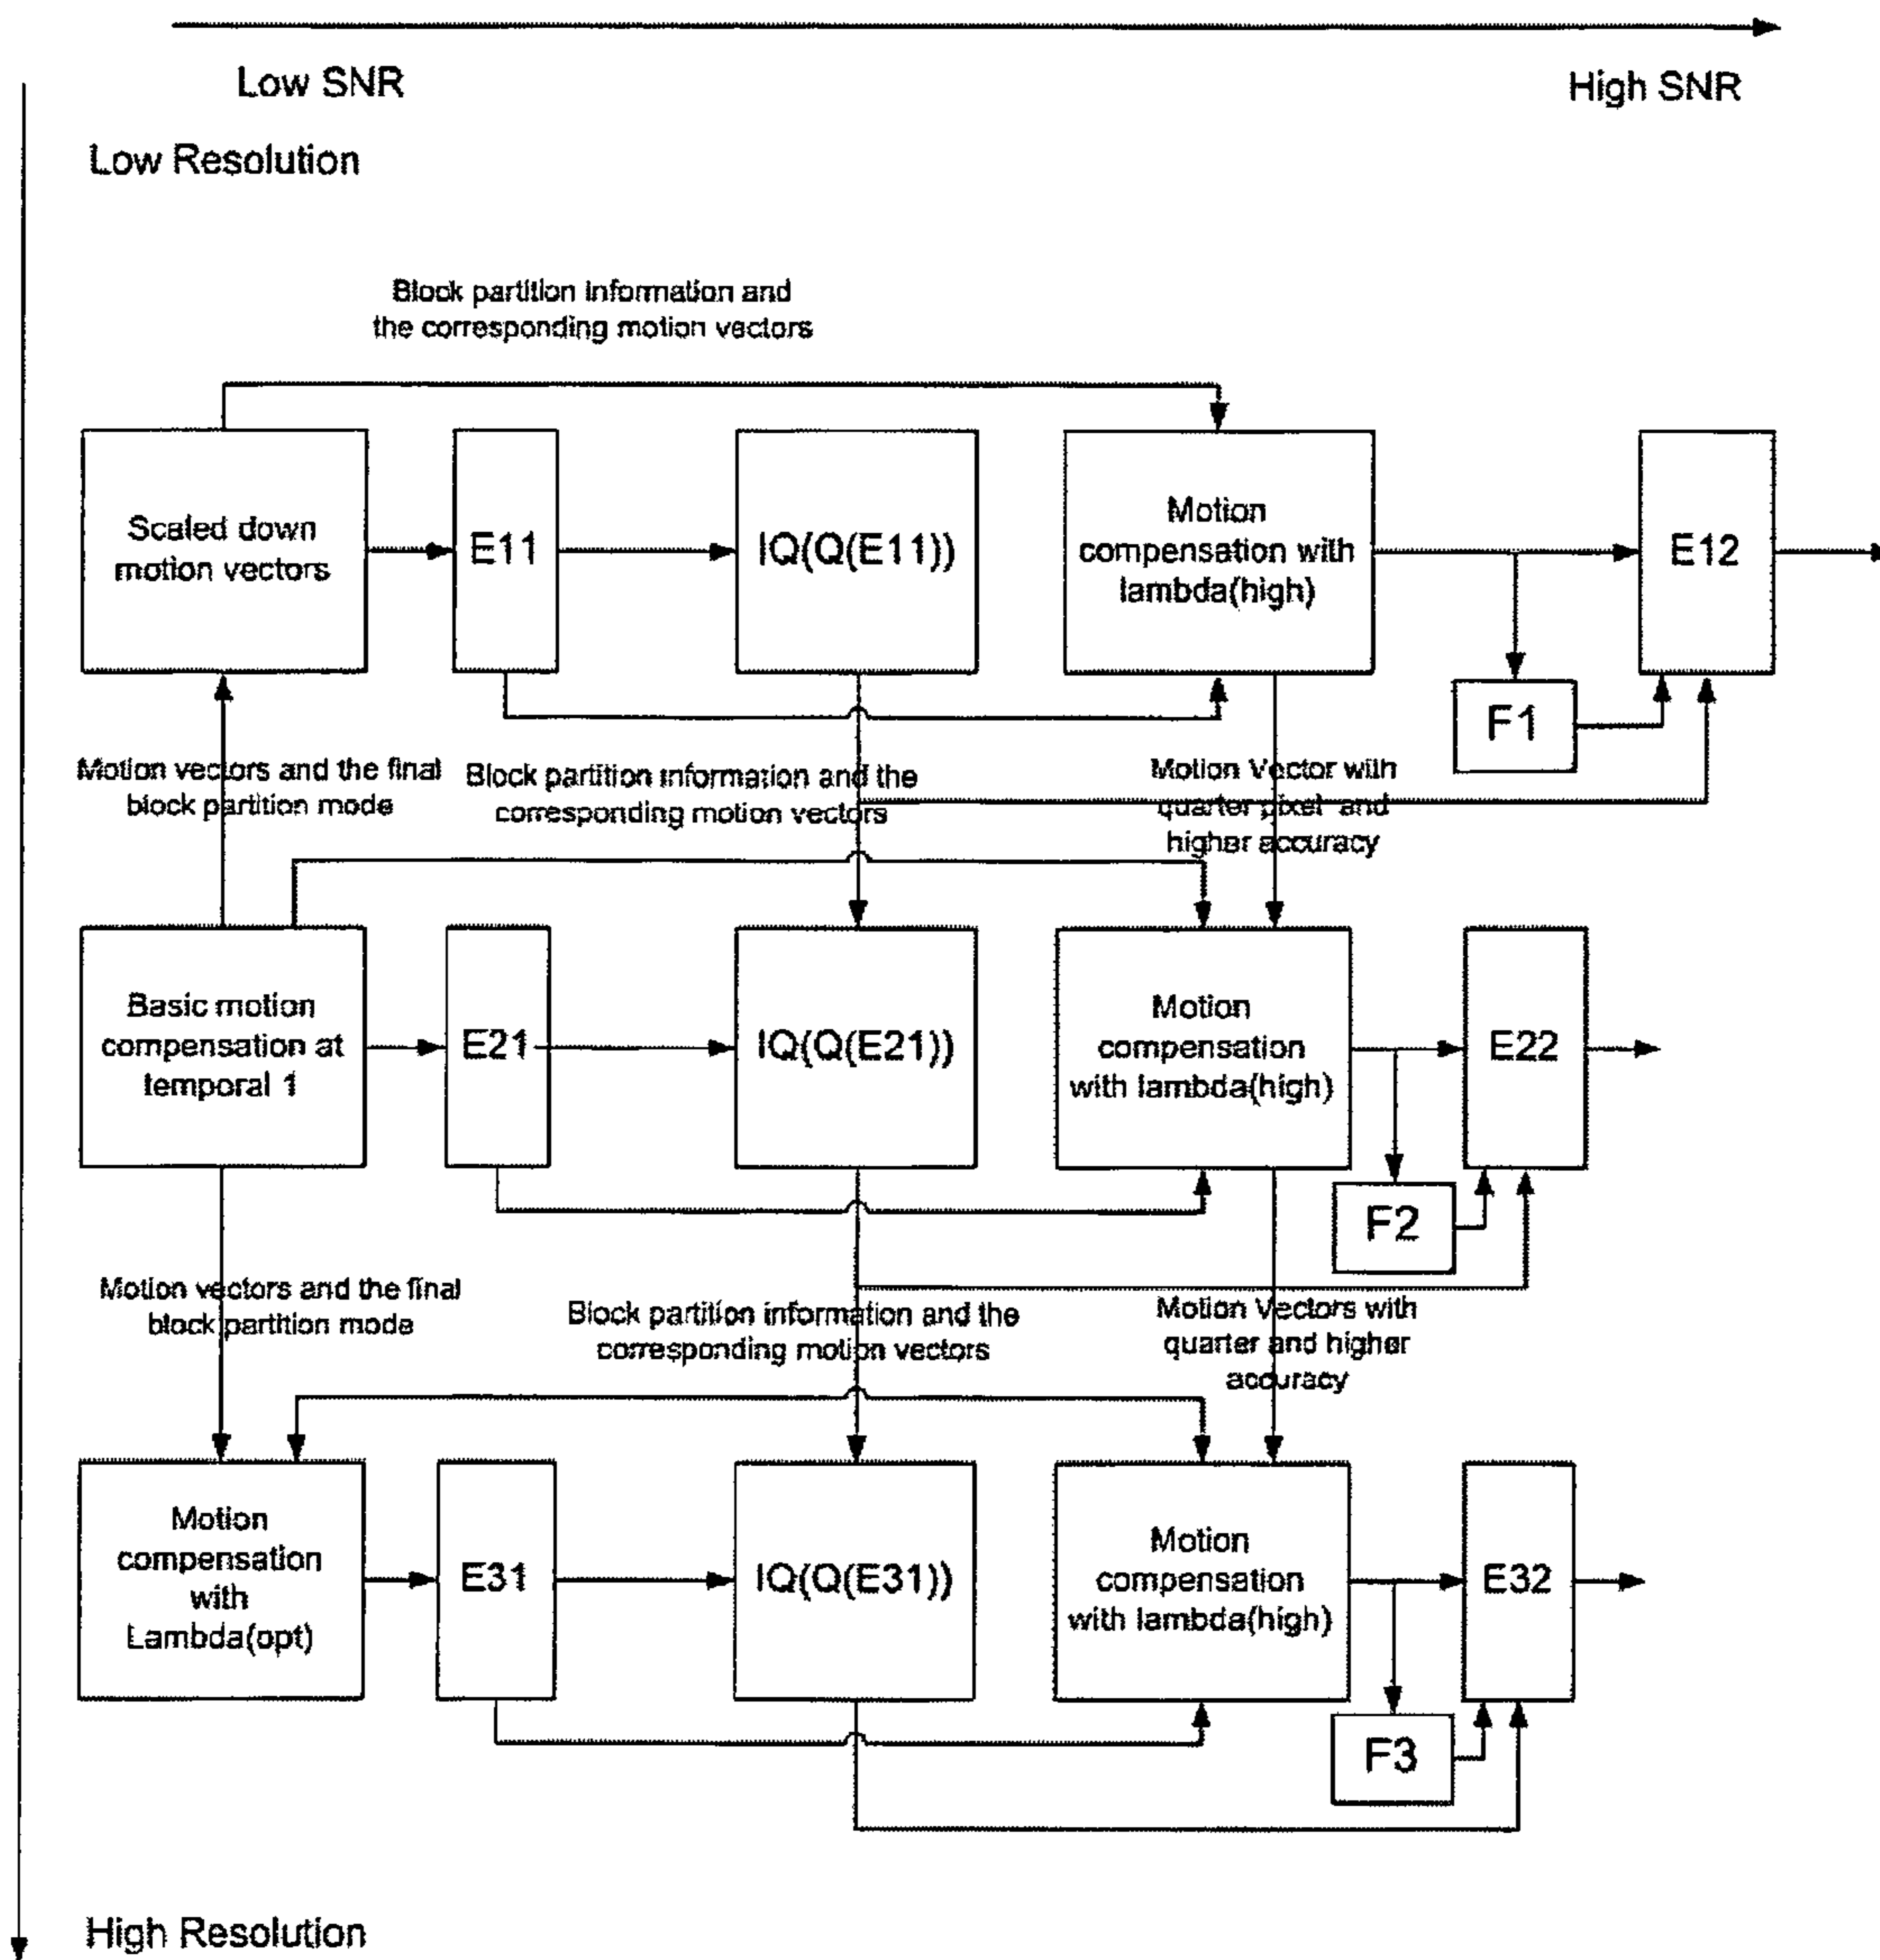 Low SNR
High SNR
Low Resolution
Block partition information and
the corresponding motion vectors
Scaled down
motion vectors
E11
IQ(Q(E11))
Motion
compensation with
lambda(high)
E12
F1
Motion vectors and the final
block partition mode
Block partition information and the
corresponding motion vectors
Motion Vector with
quarter pixel and
higher accuracy
Basic motion
compensation at
temporal 1
E21
IQ(Q(E21))
Motion
compensation
with lambda(high)
E22
F2
Motion vectors and the final
block partition mode
Block partition information and the
corresponding motion vectors
Motion Vectors with
quarter and higher
accuracy
Motion
compensation
with
Lambda(opt)
E31
IQ(Q(E31))
Motion
compensation
with lambda(high)
E32
F3
High Resolution